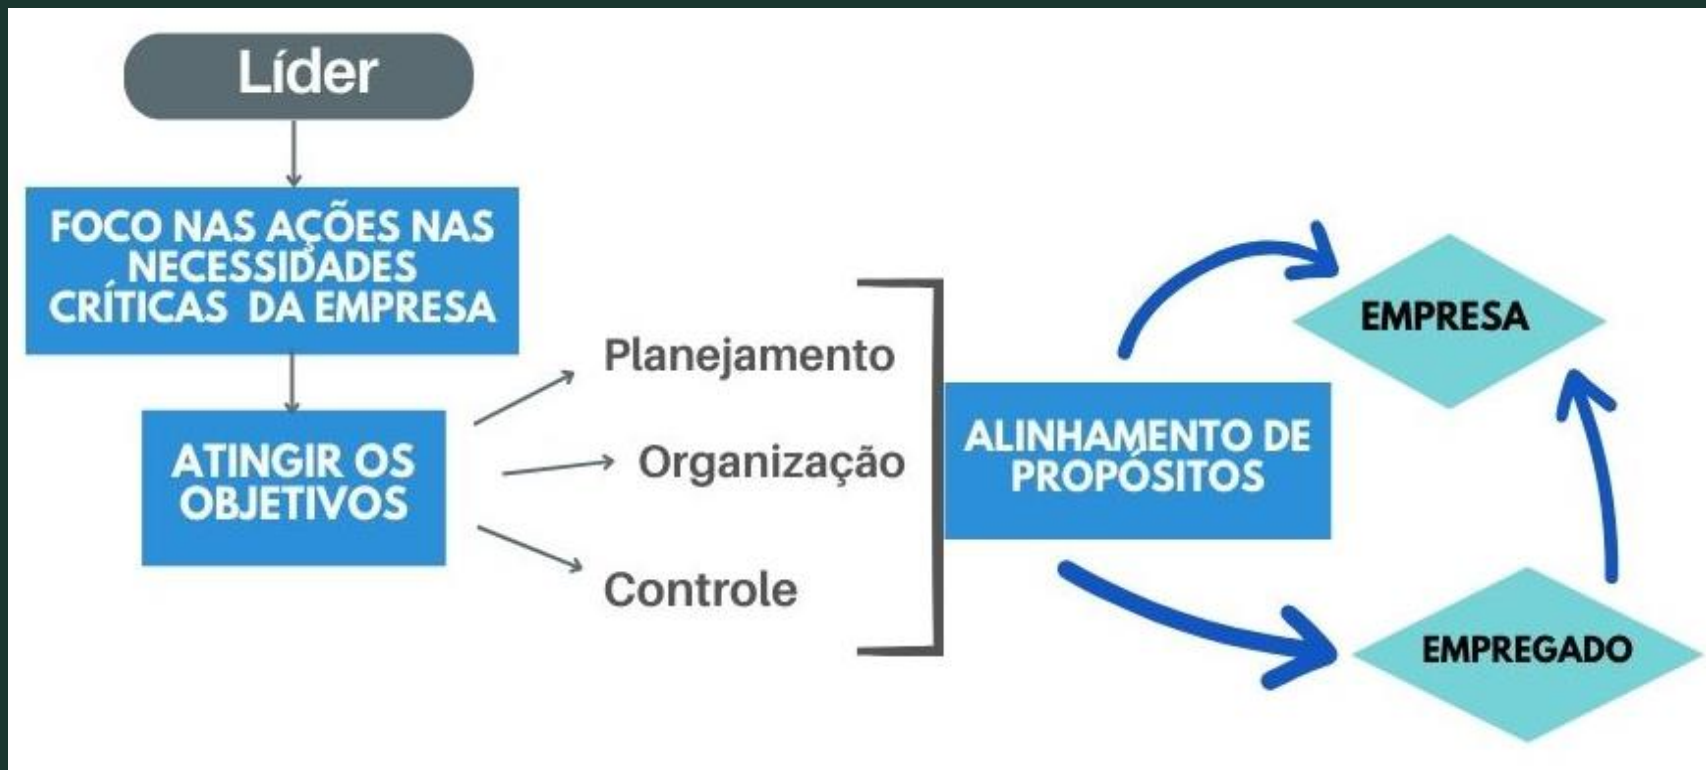 Líder
FOCO NAS AÇÕES NAS
NECESSIDADES
CRÍTICAS DA EMPRESA
ATINGIR OS
OBJETIVOS
Planejamento
Organização
Controle
ALINHAMENTO DE
PROPÓSITOS
EMPRESA
EMPREGADO